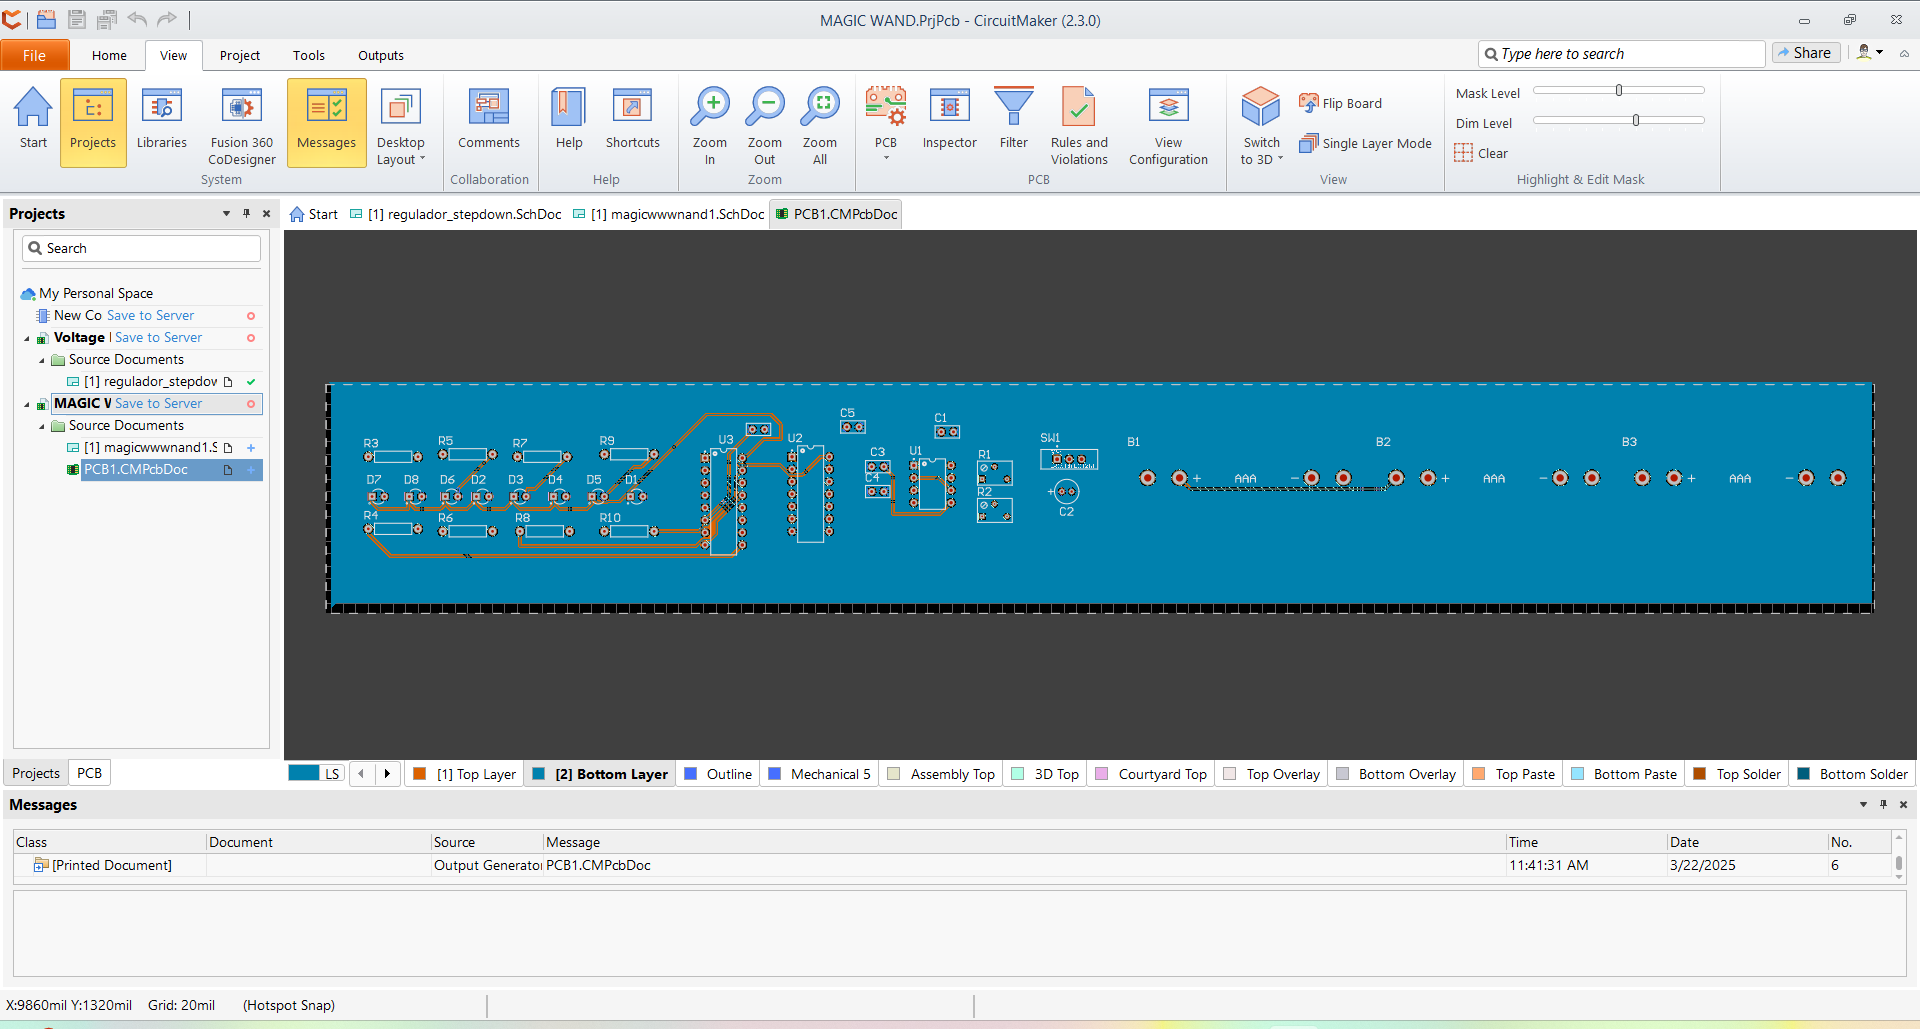 MAGIC WAND.PrjPcb - CircuitMaker (2.3.0)
File
Home
View
Project
Tools
Outputs
Type here to search
Share
Start
Projects
Libraries
Fusion 360
CoDesigner
Messages
Desktop
Layout
System
Comments
Collaboration
Help
Shortcuts
Help
Zoom
In
Zoom
Out
Zoom
All
Zoom
PCB
Inspector
Filter
Rules and
Violations
View
Configuration
PCB
Switch
to 3D
Flip Board
Single Layer Mode
View
Mask Level
Dim Level
Clear
Highlight & Edit Mask
Projects
Search
My Personal Space
New Co Save to Server
Voltage Save to Server
Source Documents
[1] regulador_stepdow
MAGIC W Save to Server
Source Documents
[1] magicwwwnand1.S
PCB1.CMPcbDoc
Projects
PCB
Start
[1] regulador_stepdown.SchDoc
[1] magicwwwnand1.SchDoc
PCB1.CMPcbDoc
R3
R5
R7
R9
U3
U2
C5
C1
C3
U1
C4
R1
R2
SW1
+
C2
B1
B2
B3
D7
D8
D6
D2
D3
D4
D5
D1
R4
R6
R8
R10
+ AAA −
+ AAA −
+ AAA −
LS
[1] Top Layer
[2] Bottom Layer
Outline
Mechanical 5
Assembly Top
3D Top
Courtyard Top
Top Overlay
Bottom Overlay
Top Paste
Bottom Paste
Top Solder
Bottom Solder
Messages
Class Document Source Message Time Date No.
[Printed Document] Output Generator PCB1.CMPcbDoc 11:41:31 AM 3/22/2025 6
X:9860mil Y:1320mil Grid: 20mil (Hotspot Snap)